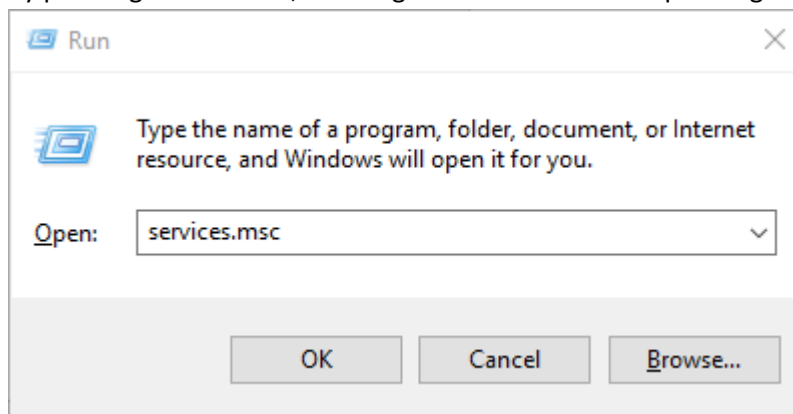 Run
Type the name of a program, folder, document, or Internet
resource, and Windows will open it for you.
Open: services.msc
OK Cancel Browse...